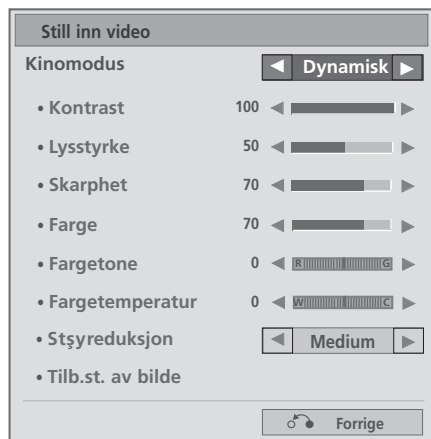 Still inn video
Kinomodus ◀ Dynamisk ▶
• Kontrast 100 ◀ ▶
• Lysstyrke 50 ◀ ▶
• Skarphet 70 ◀ ▶
• Farge 70 ◀ ▶
• Fargetone 0 ◀ R G ▶
• Fargetemperatur 0 ◀ W C ▶
• Stşyreduksjon ◀ Medium ▶
• Tilb.st. av bilde
Forrige